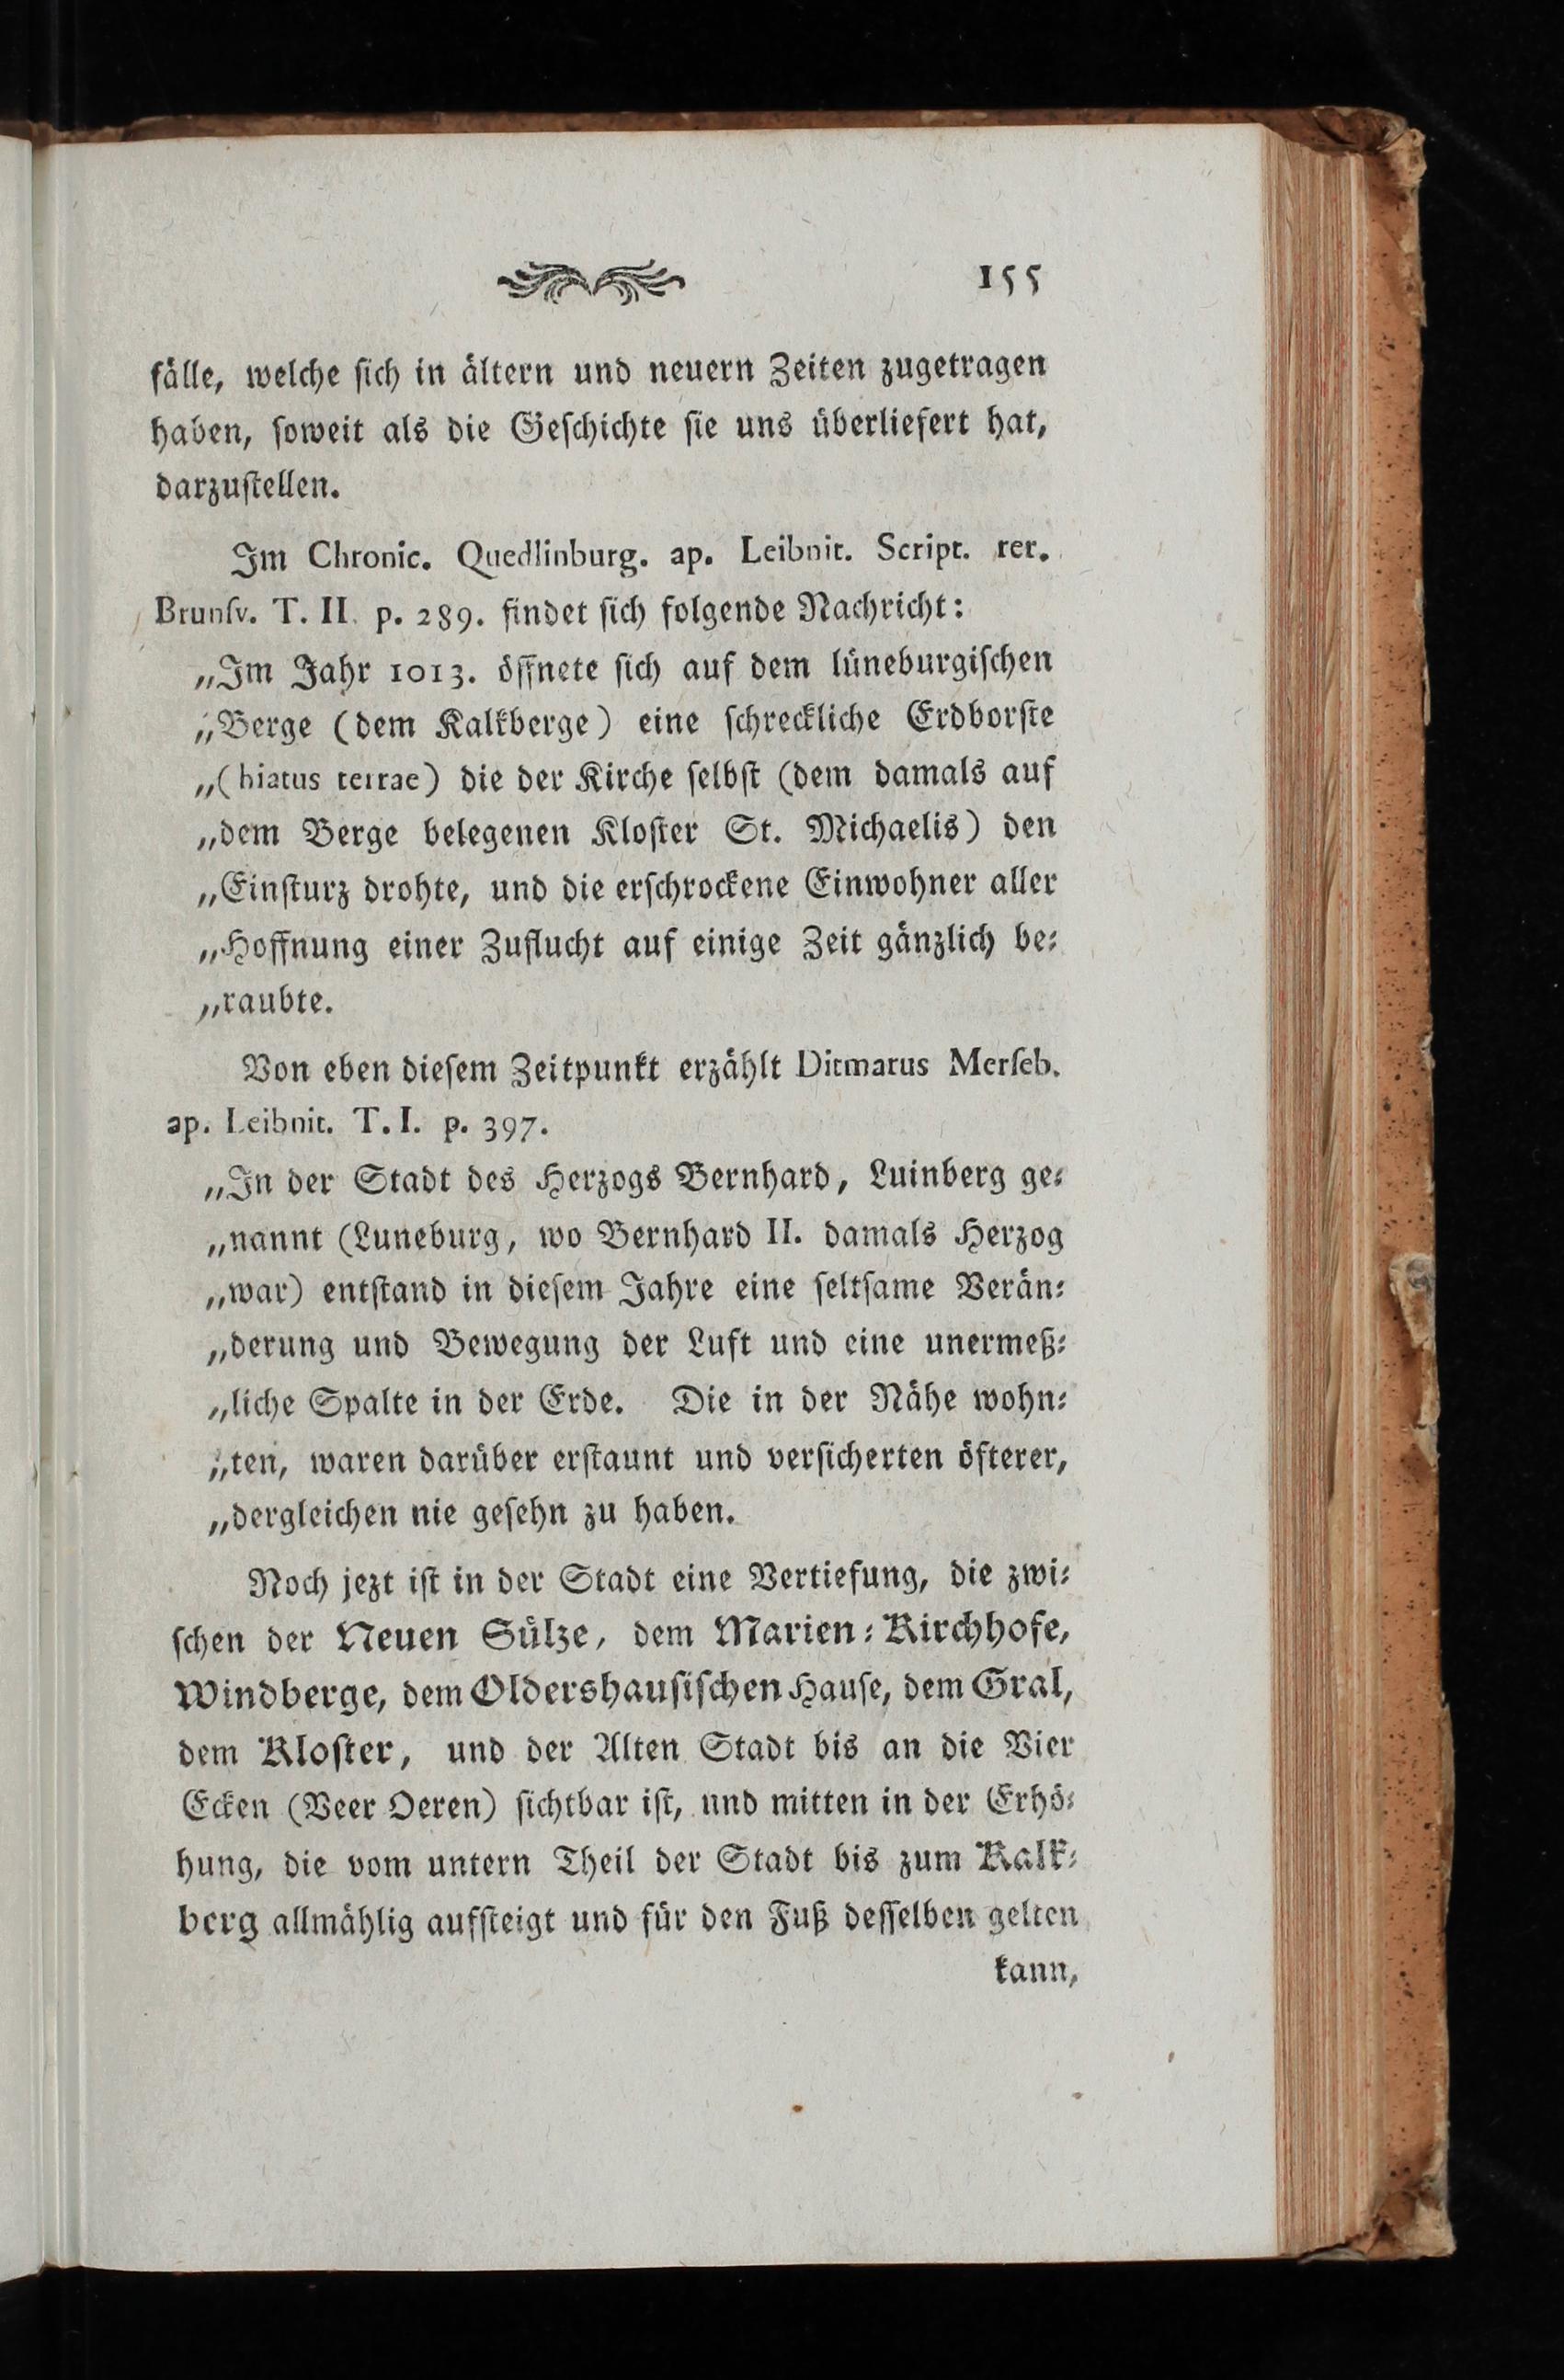 155
fälle, welche ſich in ältern und neuern Zeiten zugetragen
haben, ſoweit als die Geſchichte ſie uns überliefert hat,
darzuſtellen.
Im Chronic. Quedlinburg. ap. Leibnit. Script. rer.
Brunſv. T. II. p. 289. findet ſich folgende Nachricht:
„Im Jahr 1013. öffnete ſich auf dem lüneburgiſchen
„Berge (dem Kalkberge) eine ſchreckliche Erdborſte
„(hiatus terrae) die der Kirche ſelbſt (dem damals auf
„dem Berge belegenen Kloſter St. Michaelis) den
„Einſturz drohte, und die erſchrockene Einwohner aller
„Hoffnung einer Zuflucht auf einige Zeit gänzlich be⸗
„raubte.
Von eben dieſem Zeitpunkt erzählt Ditmarus Merſeb.
ap. Leibnit. T. I. p. 397.
„In der Stadt des Herzogs Bernhard, Luinberg ge⸗
„nannt (Luneburg, wo Bernhard II. damals Herzog
„war) entſtand in dieſem Jahre eine ſeltſame Verän⸗
„derung und Bewegung der Luft und eine unermeß⸗
„liche Spalte in der Erde. Die in der Nähe wohn⸗
„ten, waren darüber erſtaunt und verſicherten öfterer,
„dergleichen nie geſehn zu haben.
Noch jezt iſt in der Stadt eine Vertiefung, die zwi⸗
ſchen der Neuen Sülze, dem Marien⸗Kirchhofe,
Windberge, dem Oldershauſiſchen Hauſe, dem Gral,
dem Kloſter, und der Alten Stadt bis an die Vier
Ecken (Veer Oeren) ſichtbar iſt, und mitten in der Erhö⸗
hung, die vom untern Theil der Stadt bis zum Kalk⸗
berg allmählig aufſteigt und für den Fuß deſſelben gelten
kann,